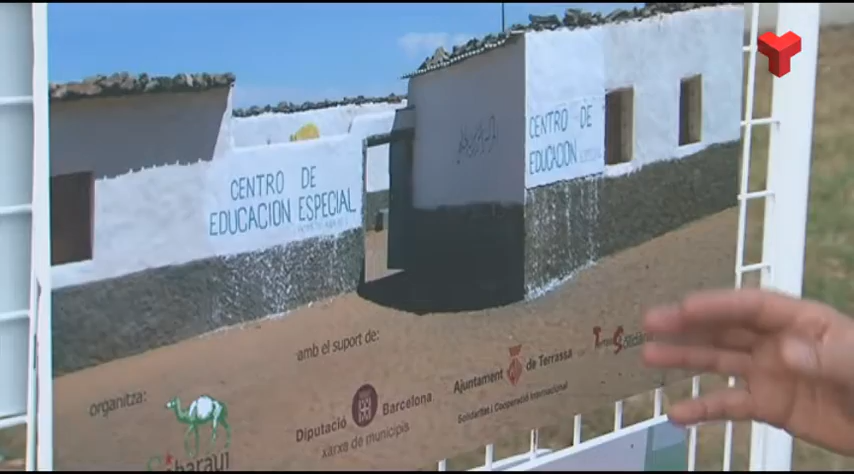 CENTRO DE
EDUCACION ESPECIAL
CENTRO DE
EDUCACION
organitza:
amb el suport de:
Diputació Barcelona
xarxa de municipis
Ajuntament de Terrassa
Solidaritat i Cooperació Internacional